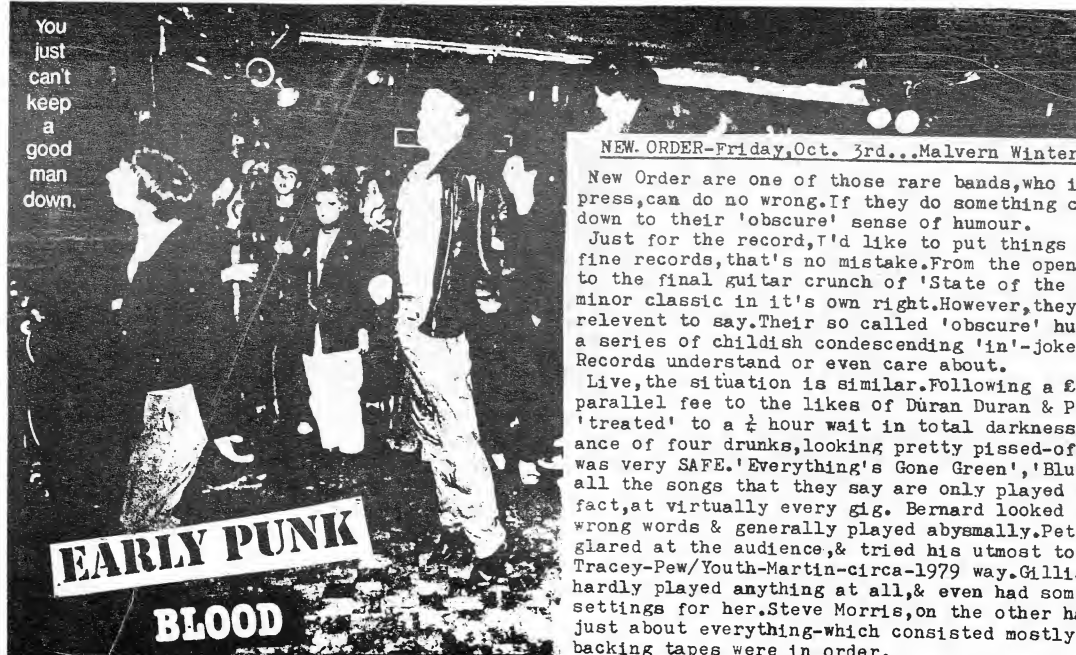 You
just
can't
keep
a
good
man
down.
EARLY PUNK
BLOOD
NEW. ORDER-Friday,Oct. 3rd...Malvern Winter
New Order are one of those rare bands,who i
press,can do no wrong.If they do something c
down to their 'obscure' sense of humour.
Just for the record,I'd like to put things
fine records,that's no mistake.From the open
to the final guitar crunch of 'State of the
minor classic in it's own right.However,they
relevent to say.Their so called 'obscure' hu
a series of childish condescending 'in'-joke
Records understand or even care about.
Live,the situation is similar.Following a £
parallel fee to the likes of Duran Duran & P
'treated' to a ¼ hour wait in total darkness
ance of four drunks,looking pretty pissed-of
was very SAFE.'Everything's Gone Green','Blu
all the songs that they say are only played
fact,at virtually every gig. Bernard looked
wrong words & generally played abysmally.Pet
glared at the audience,& tried his utmost to
Tracey-Pew/Youth-Martin-circa-1979 way.Gilli
hardly played anything at all,& even had som
settings for her.Steve Morris,on the other ha
just about everything-which consisted mostly
backing tapes were in order.